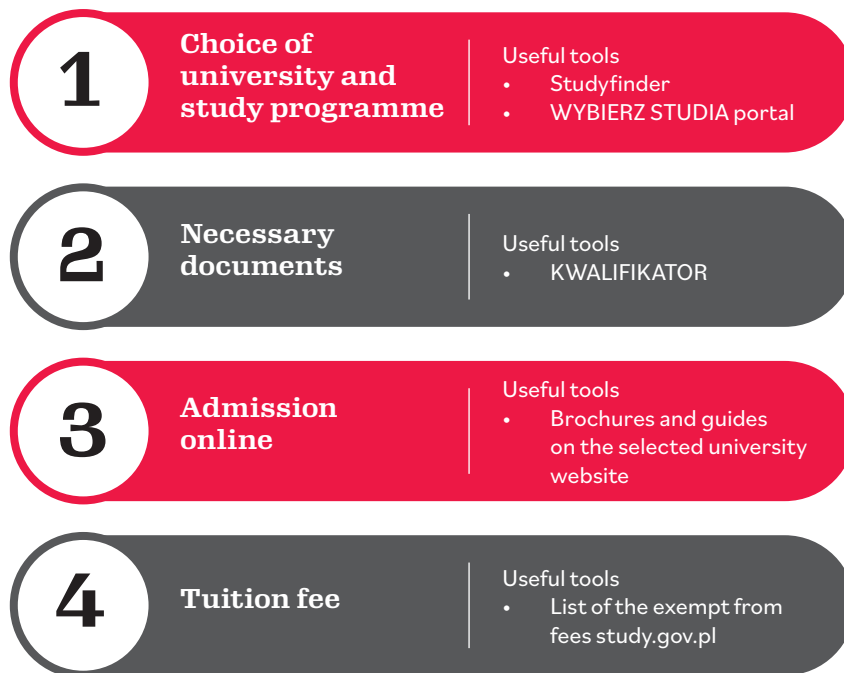 1
Choice of
university and
study programme
Useful tools
• Studyfinder
• WYBIERZ STUDIA portal
2
Necessary
documents
Useful tools
• KWALIFIKATOR
3
Admission
online
Useful tools
• Brochures and guides
on the selected university
website
4
Tuition fee
Useful tools
• List of the exempt from
fees study.gov.pl